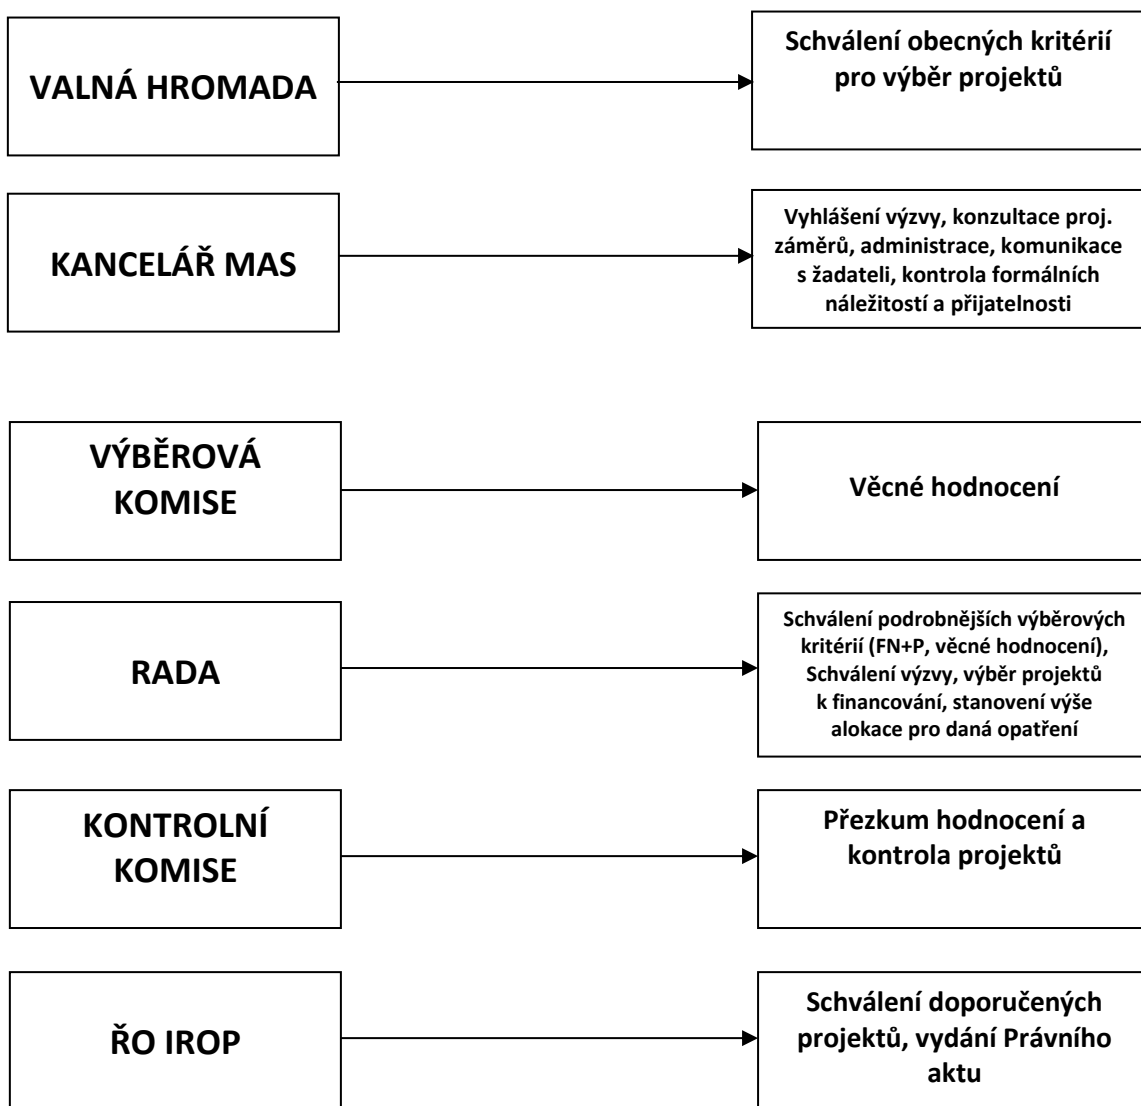 VALNÁ HROMADA
Schválení obecných kritérií
pro výběr projektů
KANCELÁŘ MAS
Vyhlášení výzvy, konzultace proj.
záměrů, administrace, komunikace
s žadateli, kontrola formálních
náležitostí a přijatelnosti
VÝBĚROVÁ
KOMISE
Věcné hodnocení
RADA
Schválení podrobnějších výběrových
kritérií (FN+P, věcné hodnocení),
Schválení výzvy, výběr projektů
k financování, stanovení výše
alokace pro daná opatření
KONTROLNÍ
KOMISE
Přezkum hodnocení a
kontrola projektů
ŘO IROP
Schválení doporučených
projektů, vydání Právního
aktu